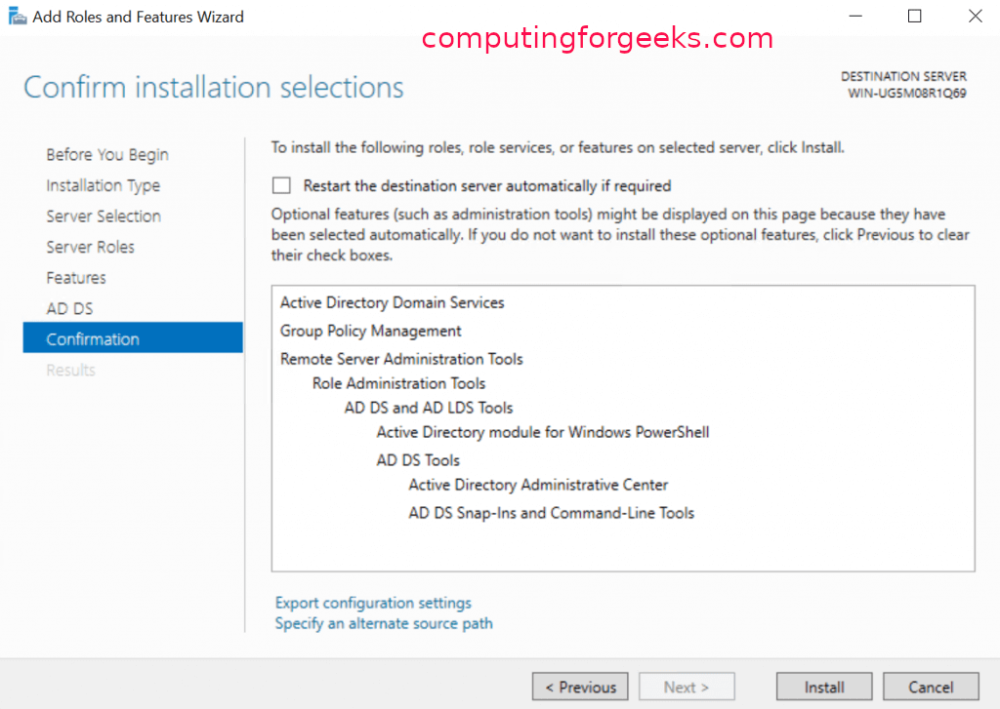 Add Roles and Features Wizard
computingforgeeks.com
Confirm installation selections
DESTINATION SERVER
WIN-UG5M08R1Q69
Before You Begin
Installation Type
Server Selection
Server Roles
Features
AD DS
Confirmation
Results
To install the following roles, role services, or features on selected server, click Install.
Restart the destination server automatically if required
Optional features (such as administration tools) might be displayed on this page because they have
been selected automatically. If you do not want to install these optional features, click Previous to clear
their check boxes.
Active Directory Domain Services
Group Policy Management
Remote Server Administration Tools
Role Administration Tools
AD DS and AD LDS Tools
Active Directory module for Windows PowerShell
AD DS Tools
Active Directory Administrative Center
AD DS Snap-Ins and Command-Line Tools
Export configuration settings
Specify an alternate source path
< Previous
Next >
Install
Cancel